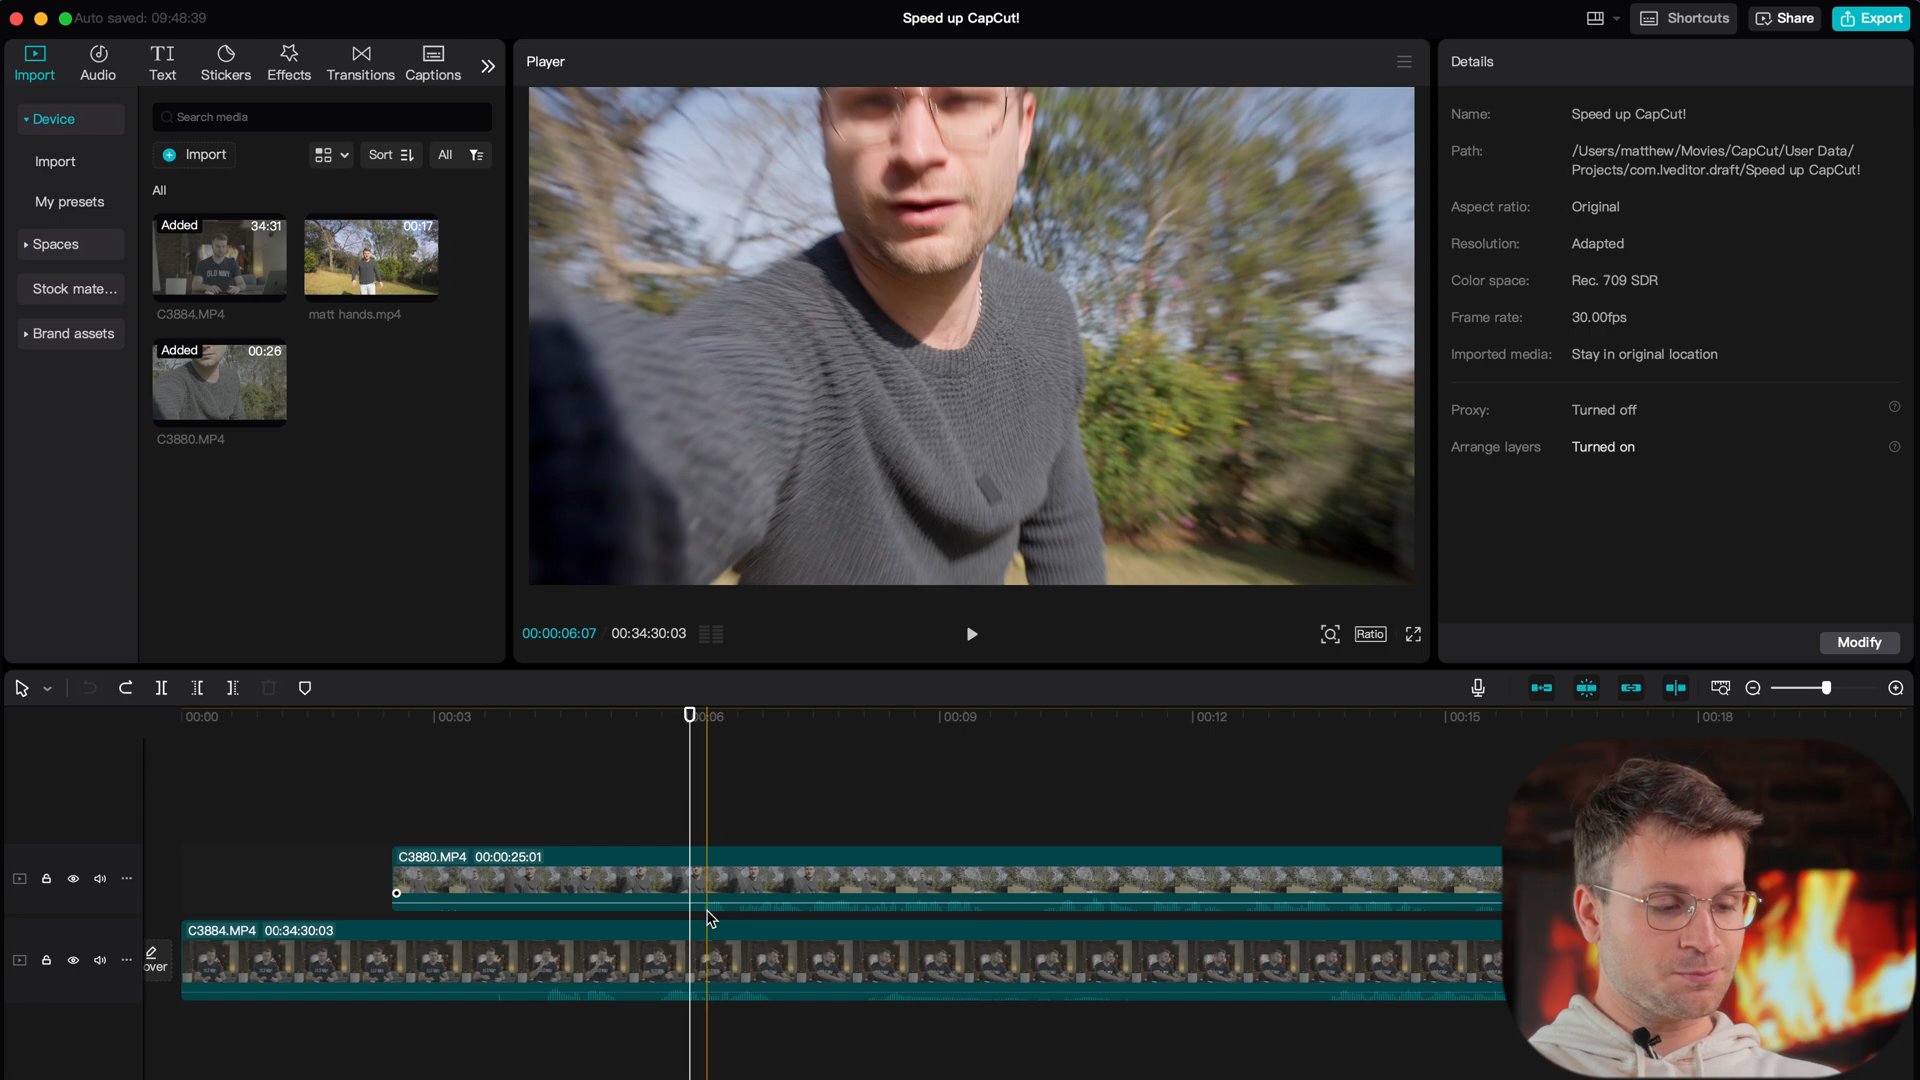 Auto saved: 09:48:39
Speed up CapCut!
Shortcuts
Share
Export
Import
Audio
TI
Text
Stickers
Effects
Transitions
Captions
Device
Import
My presets
Spaces
Stock mate...
Brand assets
Search media
Import
Sort
All
All
Added 34:31
C3884.MP4
00:17
matt hands.mp4
Added 00:26
C3880.MP4
Player
00:00:06:07 00:34:30:03
Ratio
Details
Name: Speed up CapCut!
Path: /Users/matthew/Movies/CapCut/User Data/
Projects/com.lveditor.draft/Speed up CapCut!
Aspect ratio: Original
Resolution: Adapted
Color space: Rec. 709 SDR
Frame rate: 30.00fps
Imported media: Stay in original location
Proxy: Turned off
Arrange layers Turned on
Modify
00:00 00:03 00:06 00:09 00:12 00:15 00:18
C3880.MP4 00:00:25:01
C3884.MP4 00:34:30:03
over